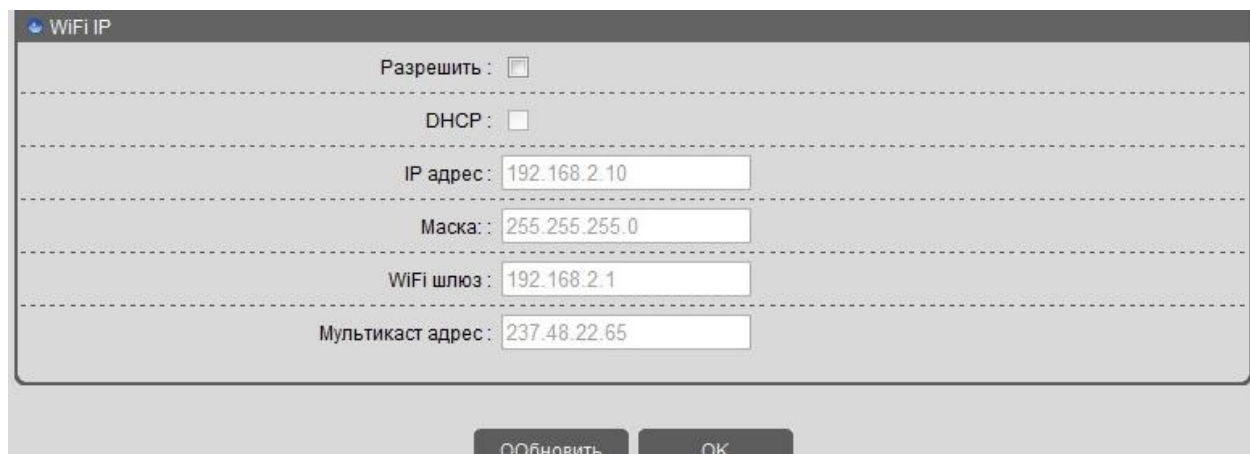 WiFi IP
Разрешить :
DHCP :
IP адрес : 192.168.2.10
Маска: : 255.255.255.0
WiFi шлюз : 192.168.2.1
Мультикаст адрес : 237.48.22.65
ООбновить OK